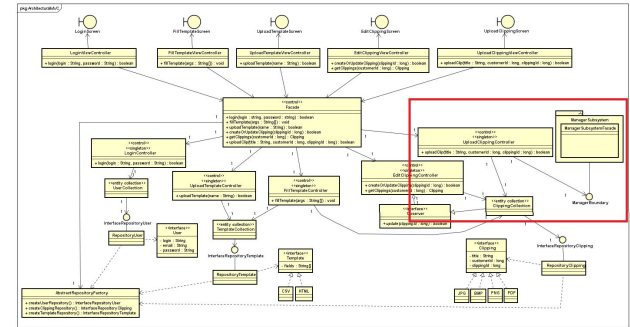 pkg ArchitecturalMVC
LoginScreen
FillTemplateScreen
UploadTemplateScreen
EditClippingScreen
UploadClippingScreen
LoginViewController
+ login(login : String, password : String) : boolean
FillTemplateViewController
+ fillTemplate(args : String[]) : void
UploadTemplateViewController
+ uploadTemplate(name : String) : boolean
EditClippingViewController
+ createOrUpdateClipping(clippingId : long) : boolean
+ getClippings(customerId : long) : Clipping
UploadClippingViewController
+ uploadClip(title : String, customerId : long, clippingId : long) : boolean
<<control>>
Facade
+ login(login : String, password : String) : boolean
+ fillTemplate(args : String[]) : void
+ uploadTemplate(name : String) : boolean
+ createOrUpdateClipping(clippingId : long) : boolean
+ getClippings(customerId : long) : Clipping
+ uploadClip(title : String, customerId : long, clippingId : long) : boolean
<<control>>
<<singleton>>
UploadClippingController
+ uploadClip(title : String, customerId : long, clippingId : long) : boolean
Manager Subsystem
ManagerSubsystemFacade
ManagerBoundary
<<control>>
<<singleton>>
LoginController
+ login(login : String, password : String) : boolean
<<control>>
<<singleton>>
UploadTemplateController
+ uploadTemplate(name : String) : boolean
<<control>>
<<singleton>>
FillTemplateController
+ fillTemplate(args : String[]) : void
<<control>>
<<singleton>>
EditClippingController
+ createOrUpdateClipping(clippingId : long) : boolean
+ getClippings(customerId : long) : Clipping
<<entity collection>>
UserCollection
<<entity collection>>
TemplateCollection
<<interface>>
Observer
+ update(clippingId : long) : boolean
<<entity collection>>
ClippingCollection
InterfaceRepositoryUser
InterfaceRepositoryTemplate
InterfaceRepositoryClipping
RepositoryUser
<<interface>>
User
- login : String
- email : String
- password : String
RepositoryTemplate
<<interface>>
Template
- fields : String[]
CSV
HTML
<<interface>>
Clipping
- title : String
- customerId : long
- clippingId : long
RepositoryClipping
JPG
BMP
PNG
PDF
AbstractRepositoryFactory
+ createUserRepository() : InterfaceRepositoryUser
+ createClippingRepository() : InterfaceRepositoryClipping
+ createTemplateRepository() : InterfaceRepositoryTemplate